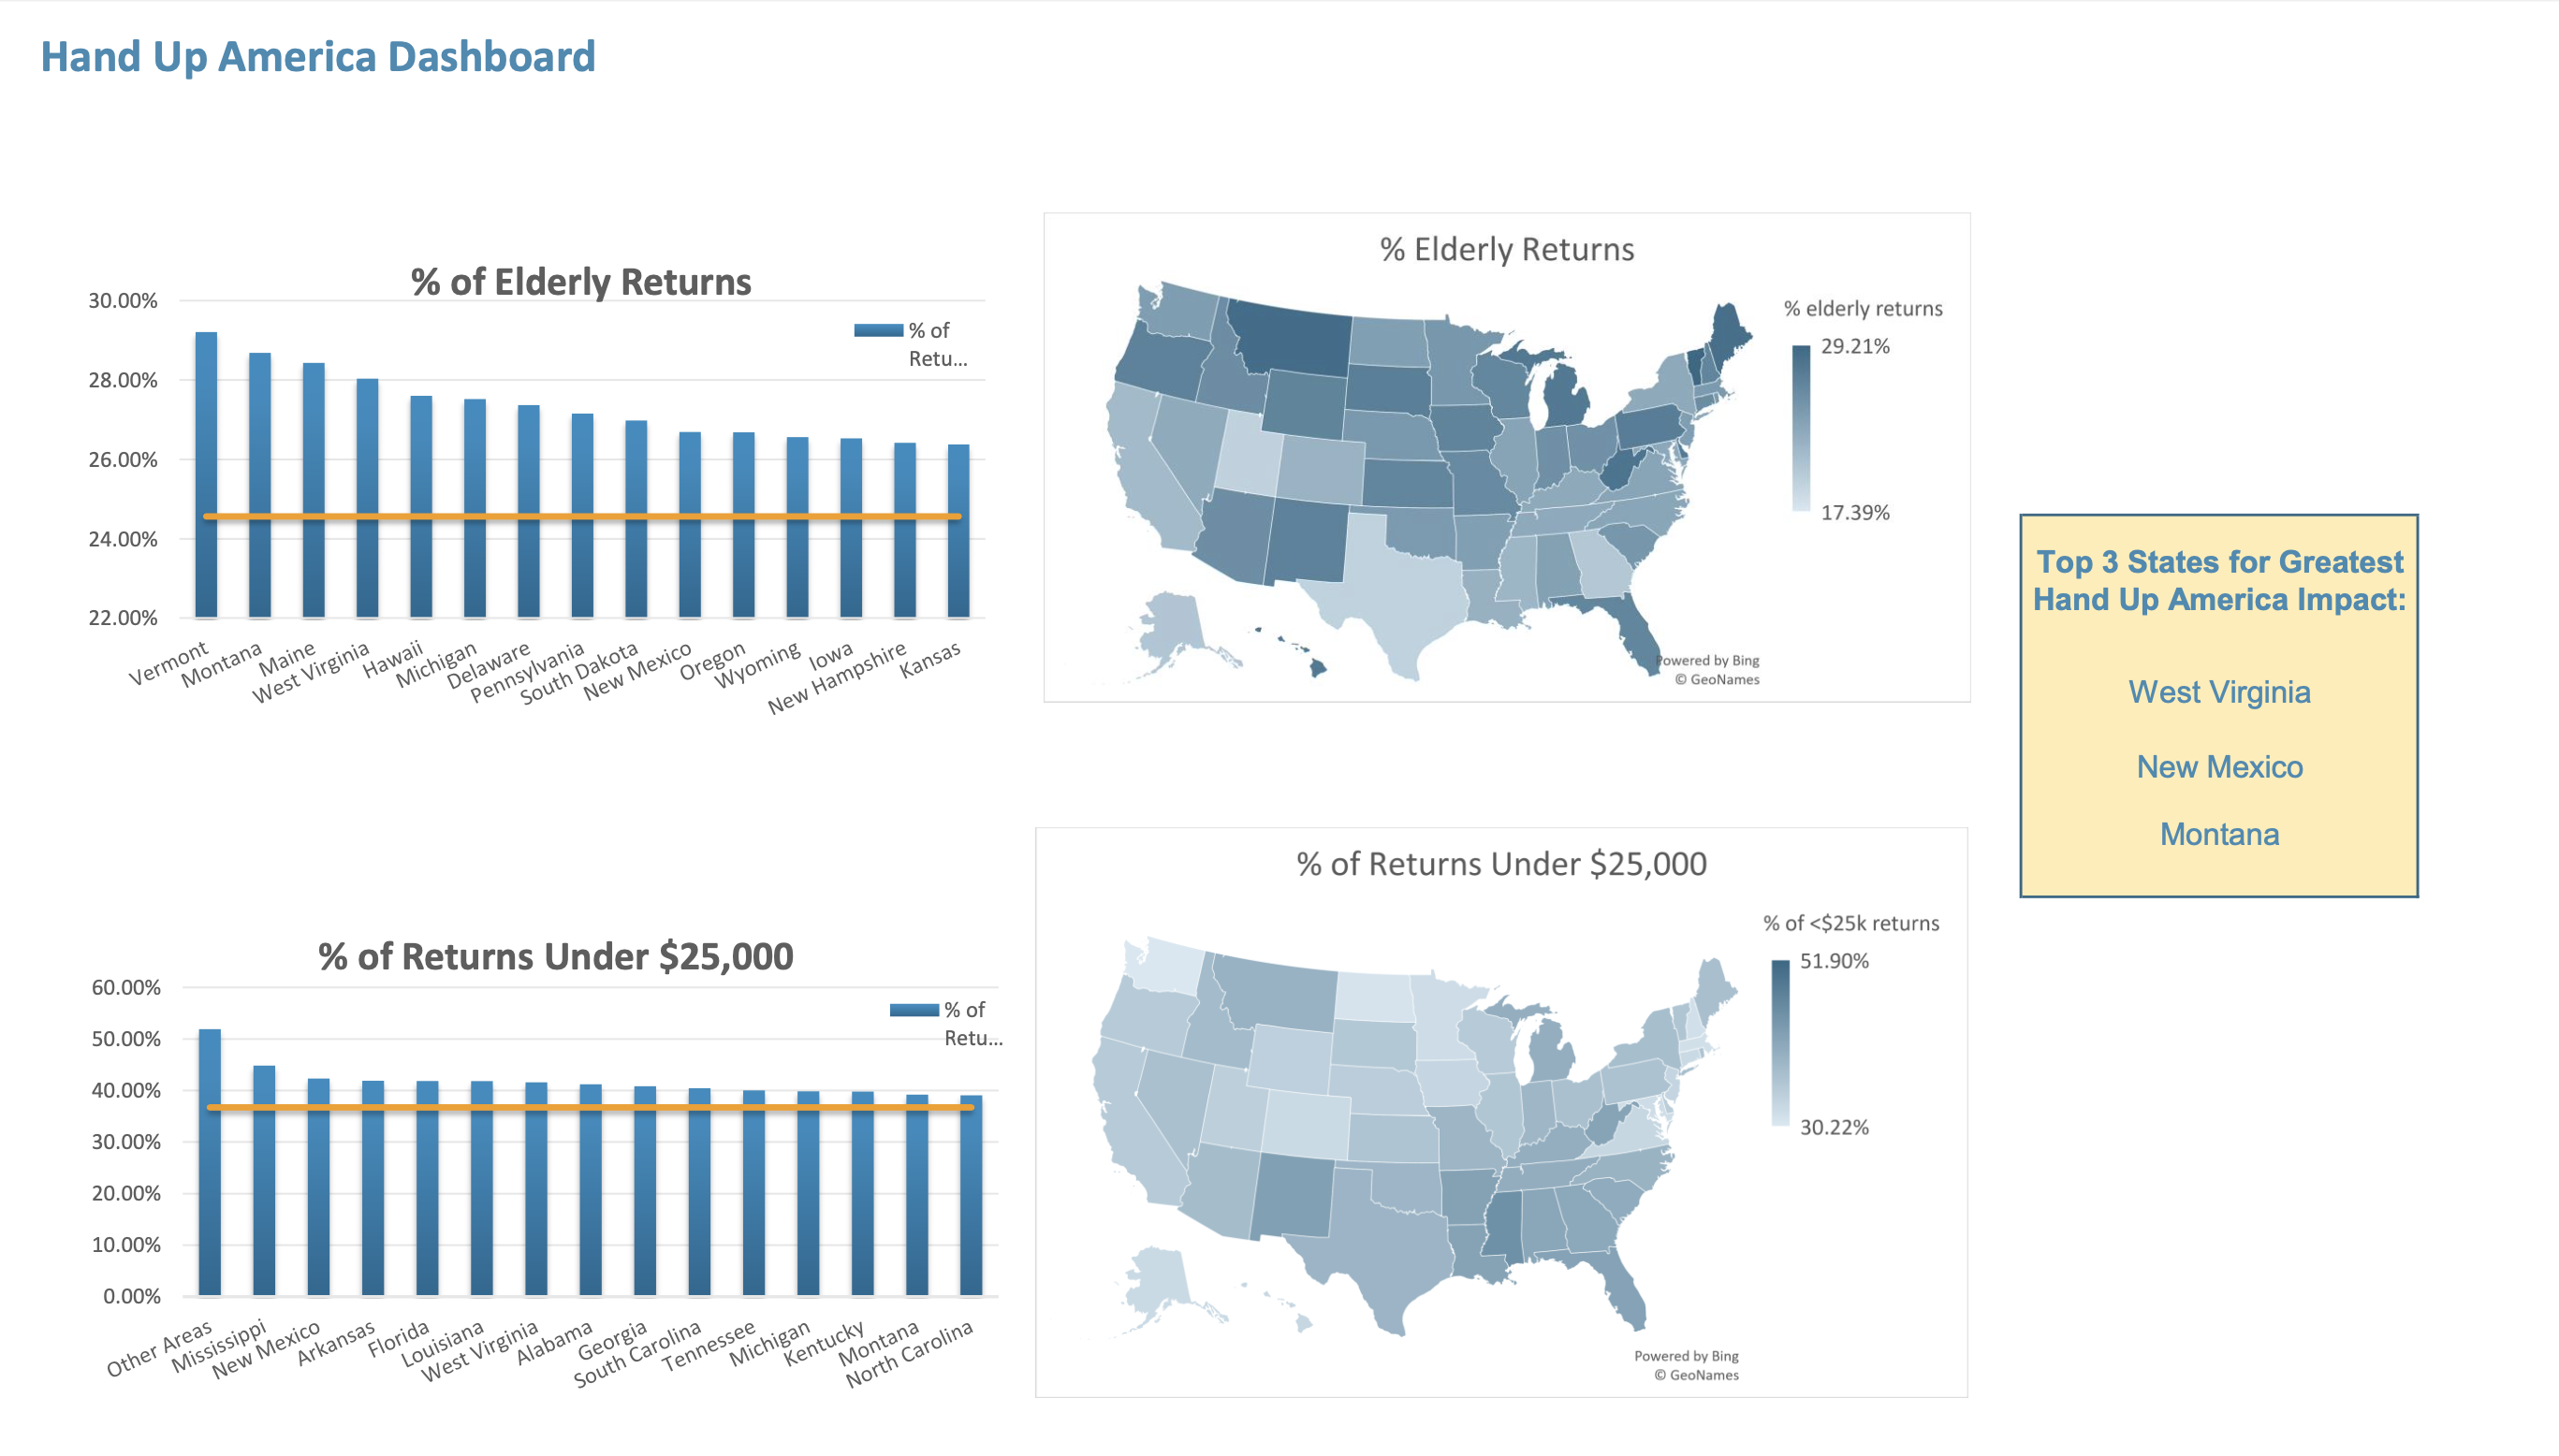 Hand Up America Dashboard
% of Elderly Returns
30.00%
28.00%
26.00%
24.00%
22.00%
% of
Retu...
Vermont
Montana
Maine
West Virginia
Hawaii
Michigan
Delaware
Pennsylvania
South Dakota
New Mexico
Oregon
Wyoming
Iowa
New Hampshire
Kansas
% Elderly Returns
% elderly returns
29.21%
17.39%
Powered by Bing
© GeoNames
Top 3 States for Greatest
Hand Up America Impact:
West Virginia
New Mexico
Montana
% of Returns Under $25,000
60.00%
50.00%
40.00%
30.00%
20.00%
10.00%
0.00%
% of
Retu...
Other Areas
Mississippi
New Mexico
Arkansas
Florida
Louisiana
West Virginia
Alabama
Georgia
South Carolina
Tennessee
Michigan
Kentucky
Montana
North Carolina
% of Returns Under $25,000
% of <$25k returns
51.90%
30.22%
Powered by Bing
© GeoNames